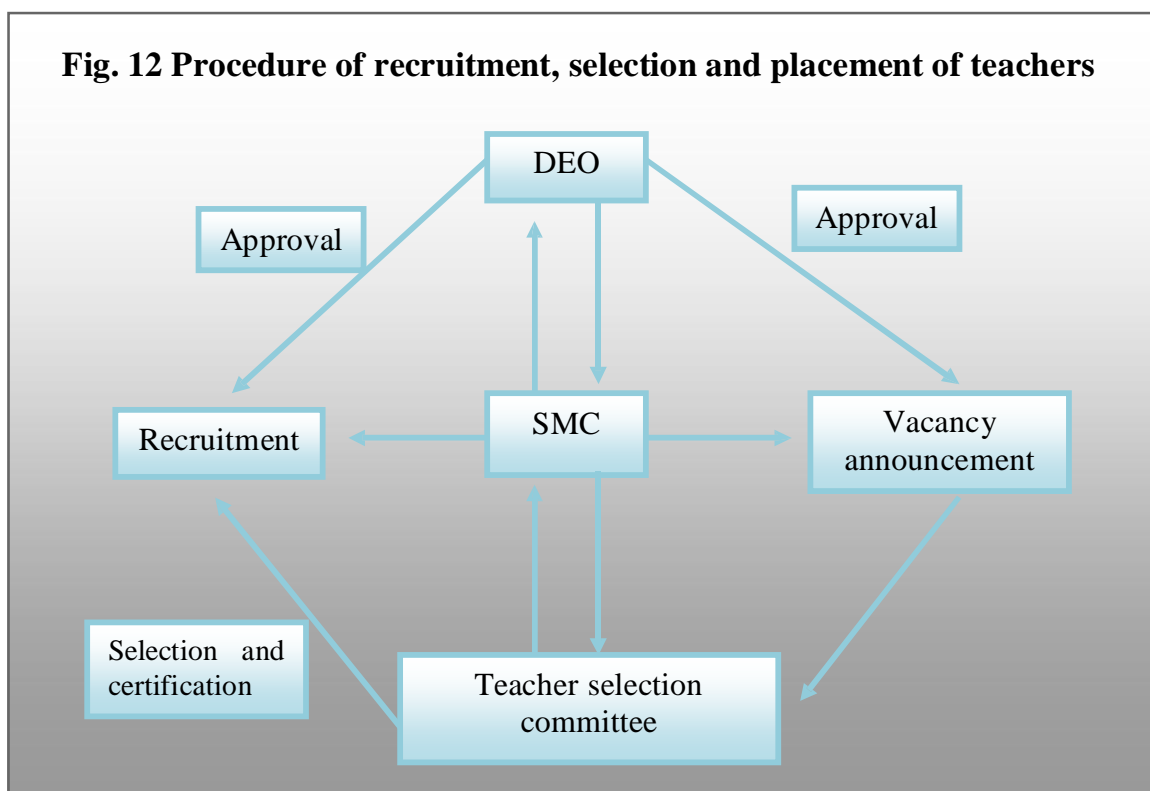 Fig. 12 Procedure of recruitment, selection and placement of teachers
DEO
Approval
Approval
Recruitment
SMC
Vacancy
announcement
Selection and
certification
Teacher selection
committee